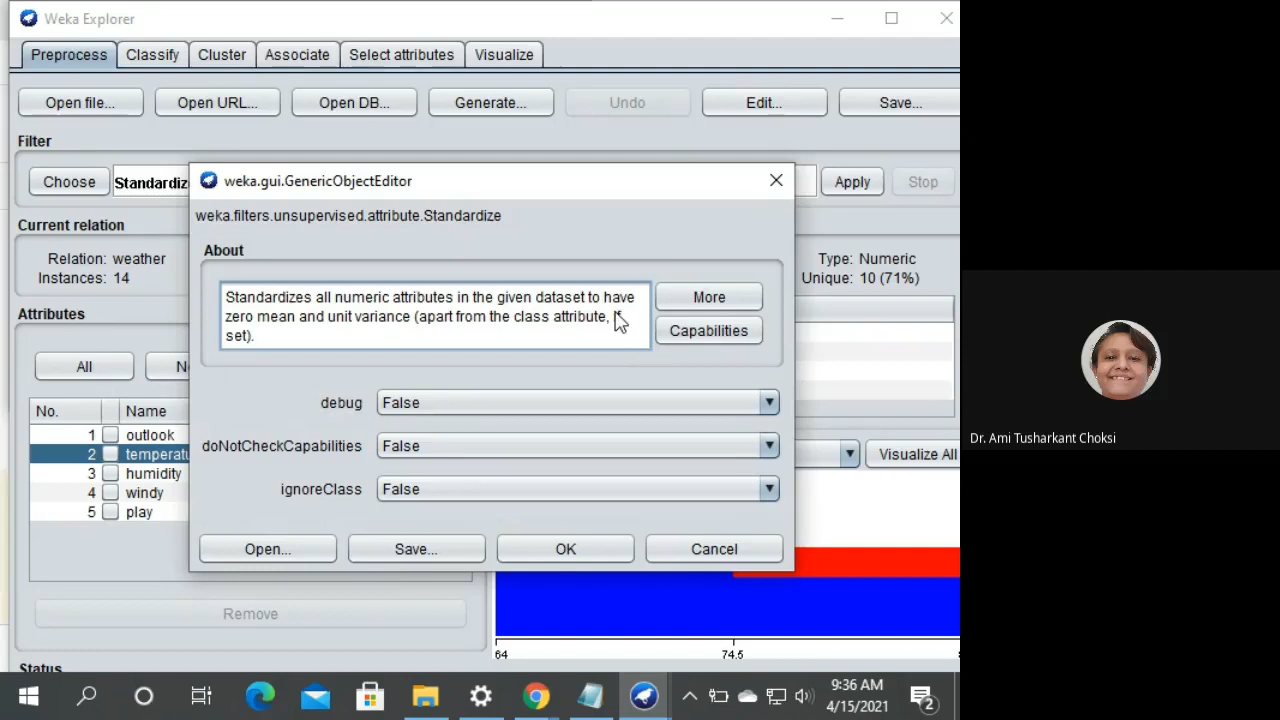 Weka Explorer
Preprocess Classify Cluster Associate Select attributes Visualize
Open file... Open URL... Open DB... Generate... Undo Edit... Save...
Filter
Choose Standardiz Apply Stop
weka.gui.GenericObjectEditor
weka.filters.unsupervised.attribute.Standardize
Current relation
Relation: weather
Instances: 14
Type: Numeric
Unique: 10 (71%)
About
Standardizes all numeric attributes in the given dataset to have
zero mean and unit variance (apart from the class attribute, if
set).
More
Capabilities
Attributes
All
No. Name
1 outlook
2 temperatu
3 humidity
4 windy
5 play
debug False
doNotCheckCapabilities False
ignoreClass False
Open... Save... OK Cancel
Visualize All
Remove
64 74.5
Status
9:36 AM
4/15/2021
2
Dr. Ami Tusharkant Choksi